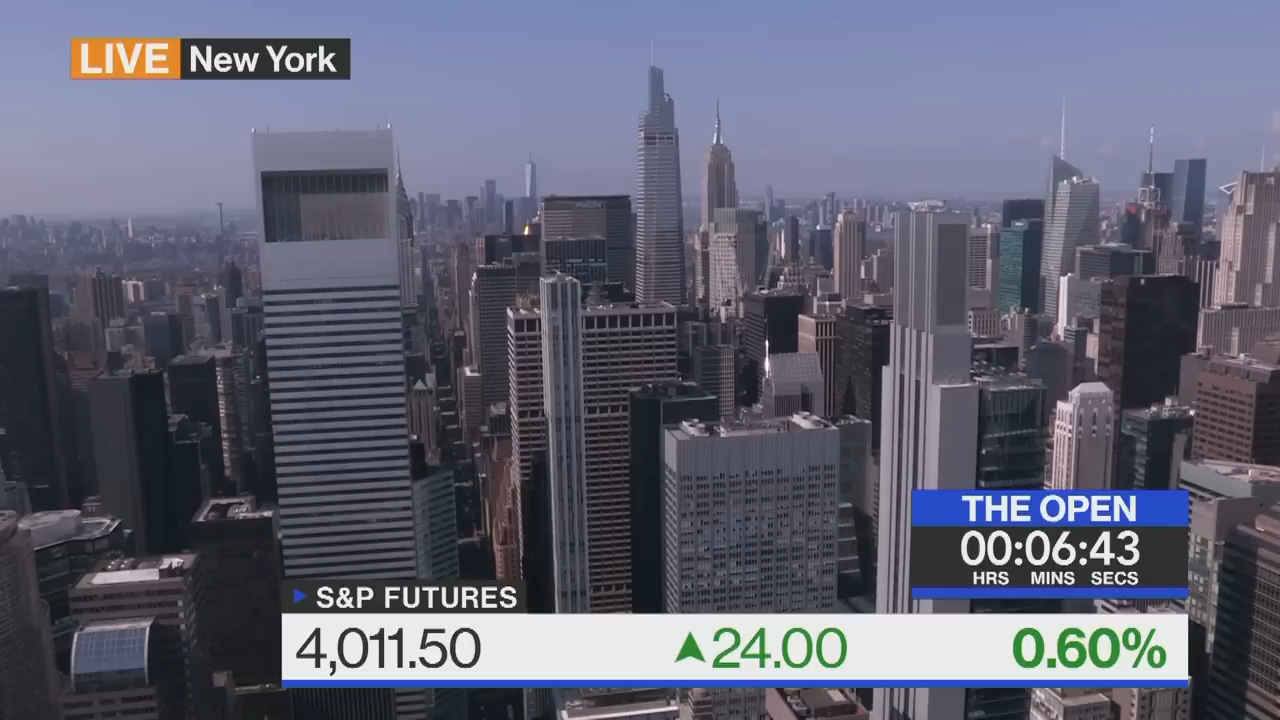 LIVE New York
MetLife
THE OPEN
00:06:43
HRS MINS SECS
S&P FUTURES
4,011.50 ▲24.00 0.60%